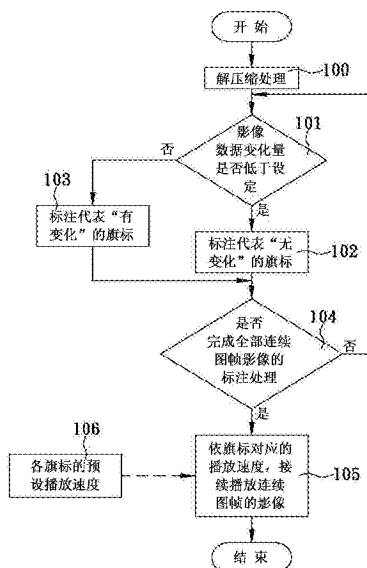 开 始
100
解压缩处理
101
影像
数据变化量
是否低于设
定
否
是
103
标注代表“有
变化”的旗标
标注代表“无
变化”的旗标
102
104
是否
完成全部连续
图帧影像的
标注处理
否
是
106
各旗标的预
设播放速度
依旗标对应的
播放速度，接
续播放连续
图帧的影像
105
结 束